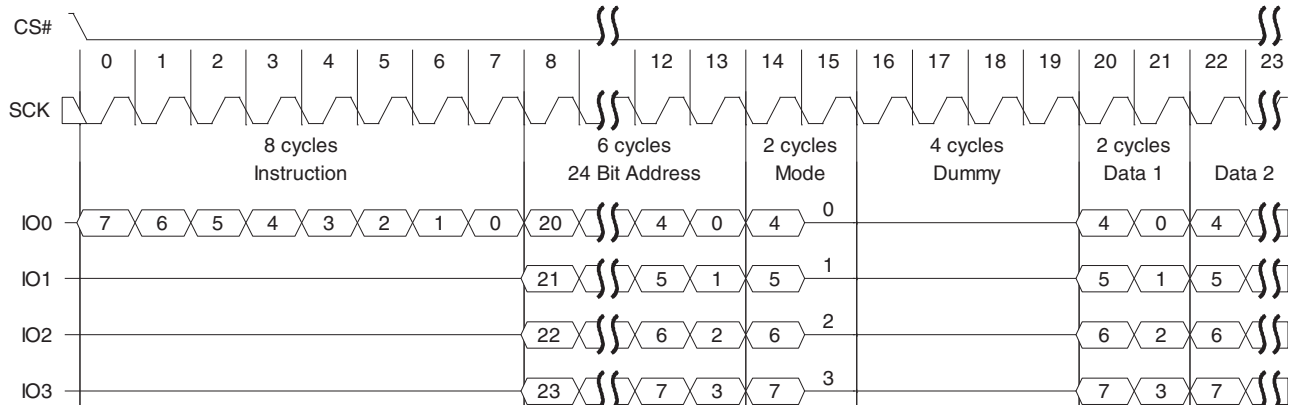 CS#
0 1 2 3 4 5 6 7 8 12 13 14 15 16 17 18 19 20 21 22 23
SCK
8 cycles 6 cycles 2 cycles 4 cycles 2 cycles
Instruction 24 Bit Address Mode Dummy Data 1 Data 2
IO0 7 6 5 4 3 2 1 0 20 4 0 4 0 4 0 4
IO1 21 5 1 5 1 5 1 5
IO2 22 6 2 6 2 6 2 6
IO3 23 7 3 7 3 7 3 7